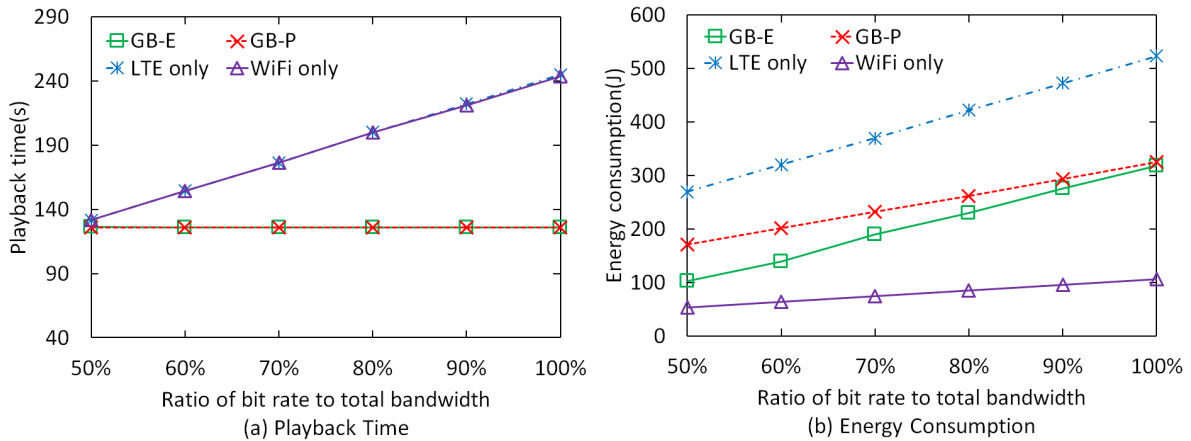 290
240
190
140
90
40
Playback time(s)
GB-E
GB-P
LTE only
WiFi only
50%
60%
70%
80%
90%
100%
Ratio of bit rate to total bandwidth
(a) Playback Time
600
500
400
300
200
100
0
Energy consumption(J)
GB-E
GB-P
LTE only
WiFi only
50%
60%
70%
80%
90%
100%
Ratio of bit rate to total bandwidth
(b) Energy Consumption